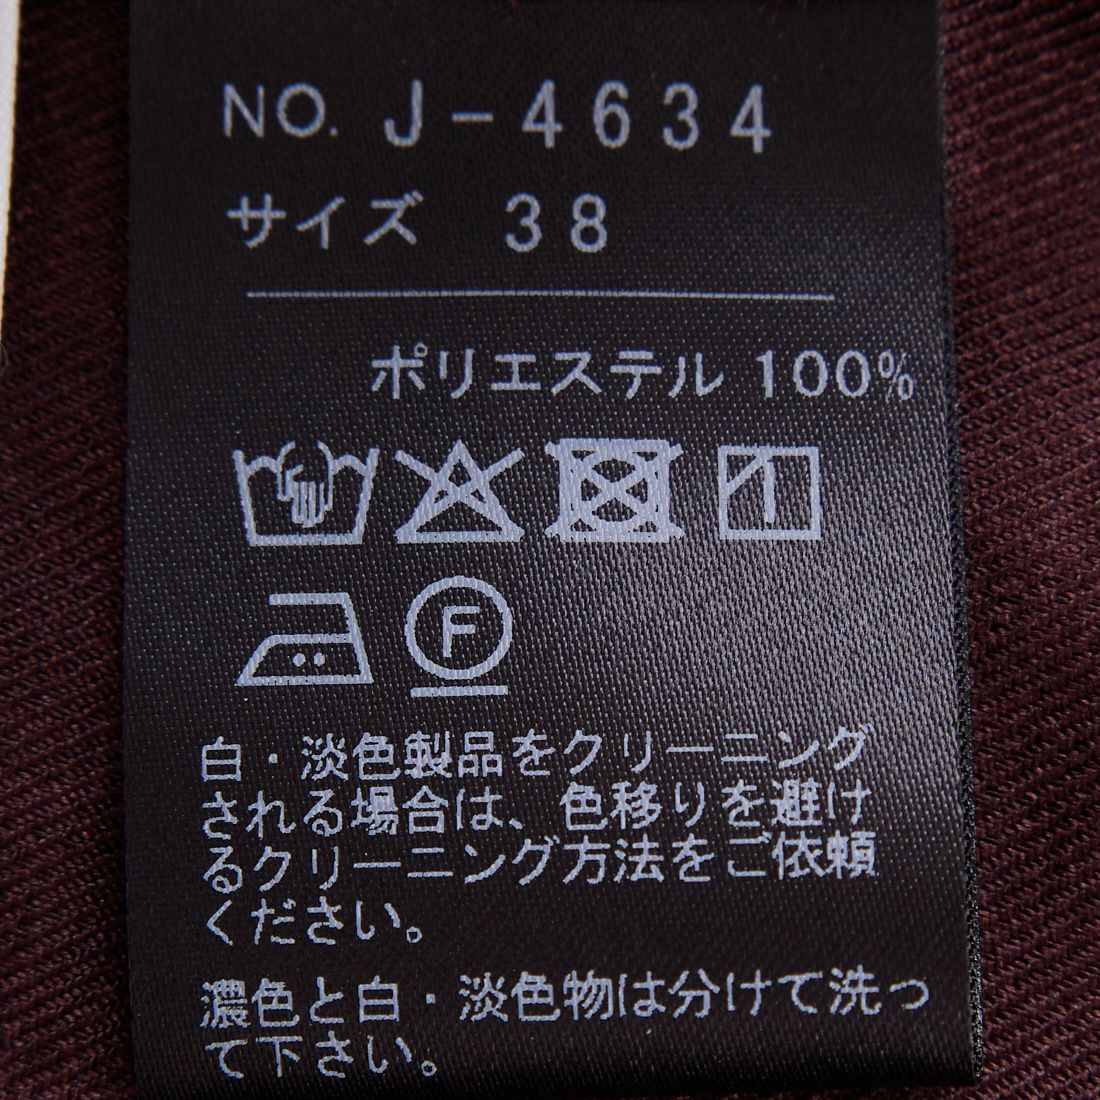 NO. J-4634
サイズ 38
ポリエステル 100%
F
白・淡色製品をクリーニング
される場合は、色移りを避け
るクリーニング方法をご依頼
ください。
濃色と白・淡色物は分けて洗っ
て下さい。